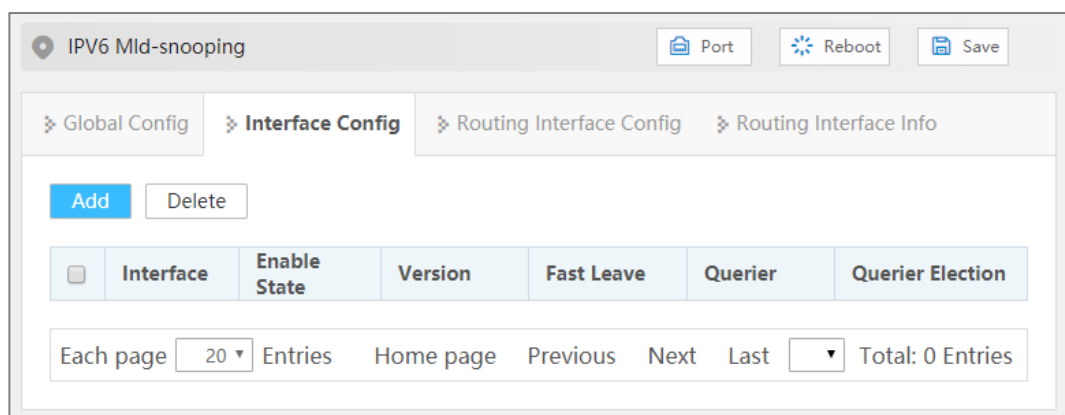 IPV6 Mld-snooping Port Reboot Save
Global Config Interface Config Routing Interface Config Routing Interface Info
Add Delete
Interface Enable State Version Fast Leave Querier Querier Election
Each page 20 Entries Home page Previous Next Last Total: 0 Entries